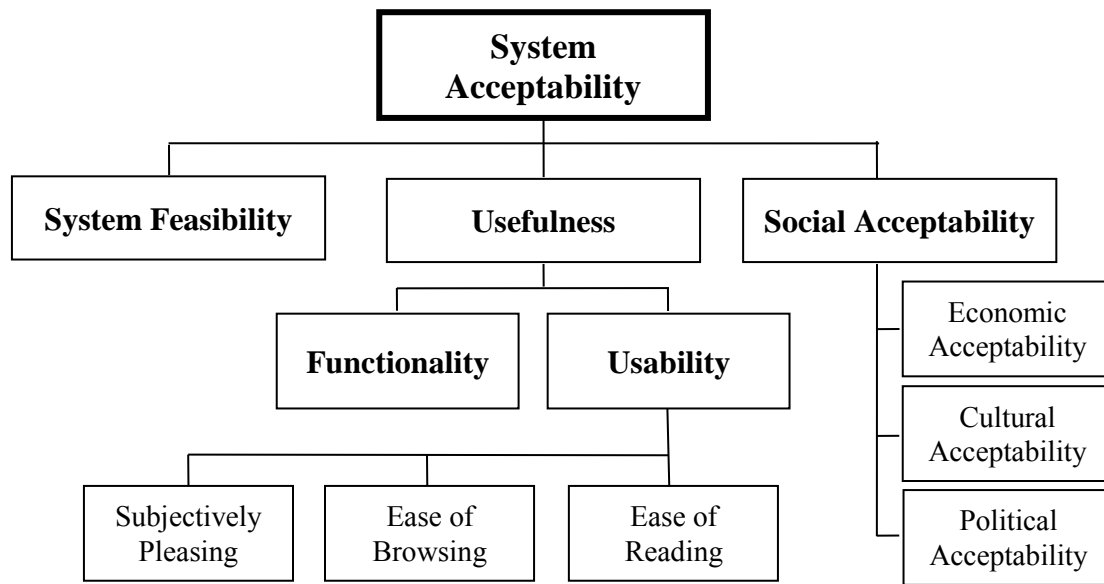 System
Acceptability
System Feasibility
Usefulness
Social Acceptability
Functionality
Usability
Economic
Acceptability
Cultural
Acceptability
Political
Acceptability
Subjectively
Pleasing
Ease of
Browsing
Ease of
Reading